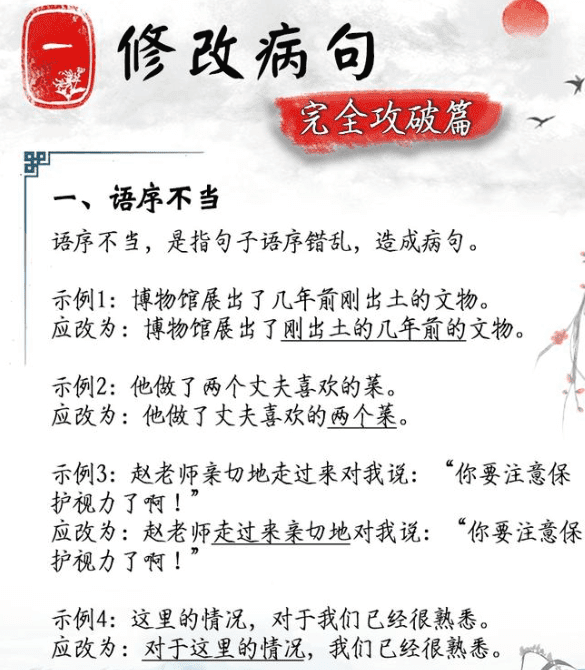 一
修改病句
完全攻破篇
一、语序不当
语序不当，是指句子语序错乱，造成病句。
示例1：博物馆展出了几年前刚出土的文物。
应改为：博物馆展出了刚出土的几年前的文物。
示例2：他做了两个丈夫喜欢的菜。
应改为：他做了丈夫喜欢的两个菜。
示例3：赵老师亲切地走过来对我说：“你要注意保
护视力了啊！”
应改为：赵老师走过来亲切地对我说：“你要注意保
护视力了啊！”
示例4：这里的情况，对于我们已经很熟悉。
应改为：对于这里的情况，我们已经很熟悉。